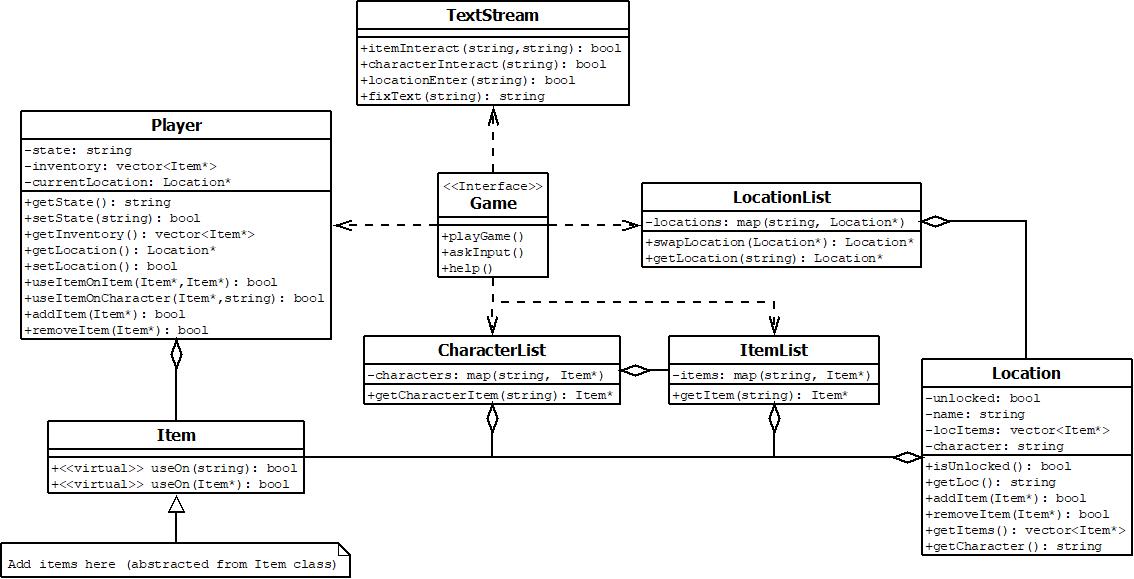 TextStream
+itemInteract(string,string): bool
+characterInteract(string): bool
+locationEnter(string): bool
+fixText(string): string
Player
-state: string
-inventory: vector<Item*>
-currentLocation: Location*
+getState(): string
+setState(string): bool
+getInventory(): vector<Item*>
+getLocation(): Location*
+setLocation(): bool
+useItemOnItem(Item*,Item*): bool
+useItemOnCharacter(Item*,string): bool
+addItem(Item*): bool
+removeItem(Item*): bool
<<Interface>>
Game
+playGame()
+askInput()
+help()
LocationList
-locations: map(string, Location*)
+swapLocation(Location*): Location*
+getLocation(string): Location*
CharacterList
-characters: map(string, Item*)
+getCharacterItem(string): Item*
ItemList
-items: map(string, Item*)
+getItem(string): Item*
Location
-unlocked: bool
-name: string
-locItems: vector<Item*>
-character: string
+isUnlocked(): bool
+getLoc(): string
+addItem(Item*): bool
+removeItem(Item*): bool
+getItems(): vector<Item*>
+getCharacter(): string
Item
+<<virtual>> useOn(string): bool
+<<virtual>> useOn(Item*): bool
Add items here (abstracted from Item class)